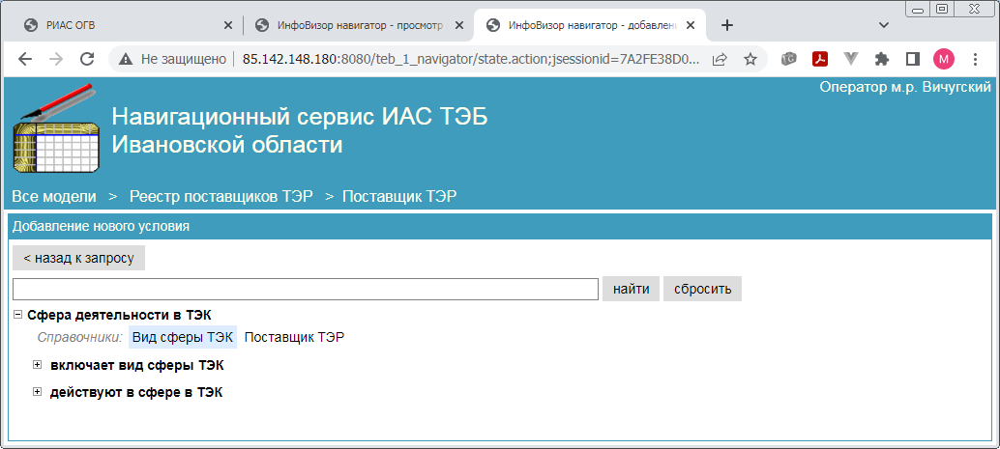 РИАС ОГВ
ИнфоВизор навигатор - просмотр
ИнфоВизор навигатор - добавлен
Не защищено
85.142.148.180:8080/teb_1_navigator/state.action;jsessionid=7A2FE38D0...
M
Оператор м.р. Вичугский
Навигационный сервис ИАС ТЭБ
Ивановской области
Все модели > Реестр поставщиков ТЭР > Поставщик ТЭР
Добавление нового условия
< назад к запросу
найти сбросить
Сфера деятельности в ТЭК
Справочники: Вид сферы ТЭК Поставщик ТЭР
включает вид сферы ТЭК
действуют в сфере в ТЭК